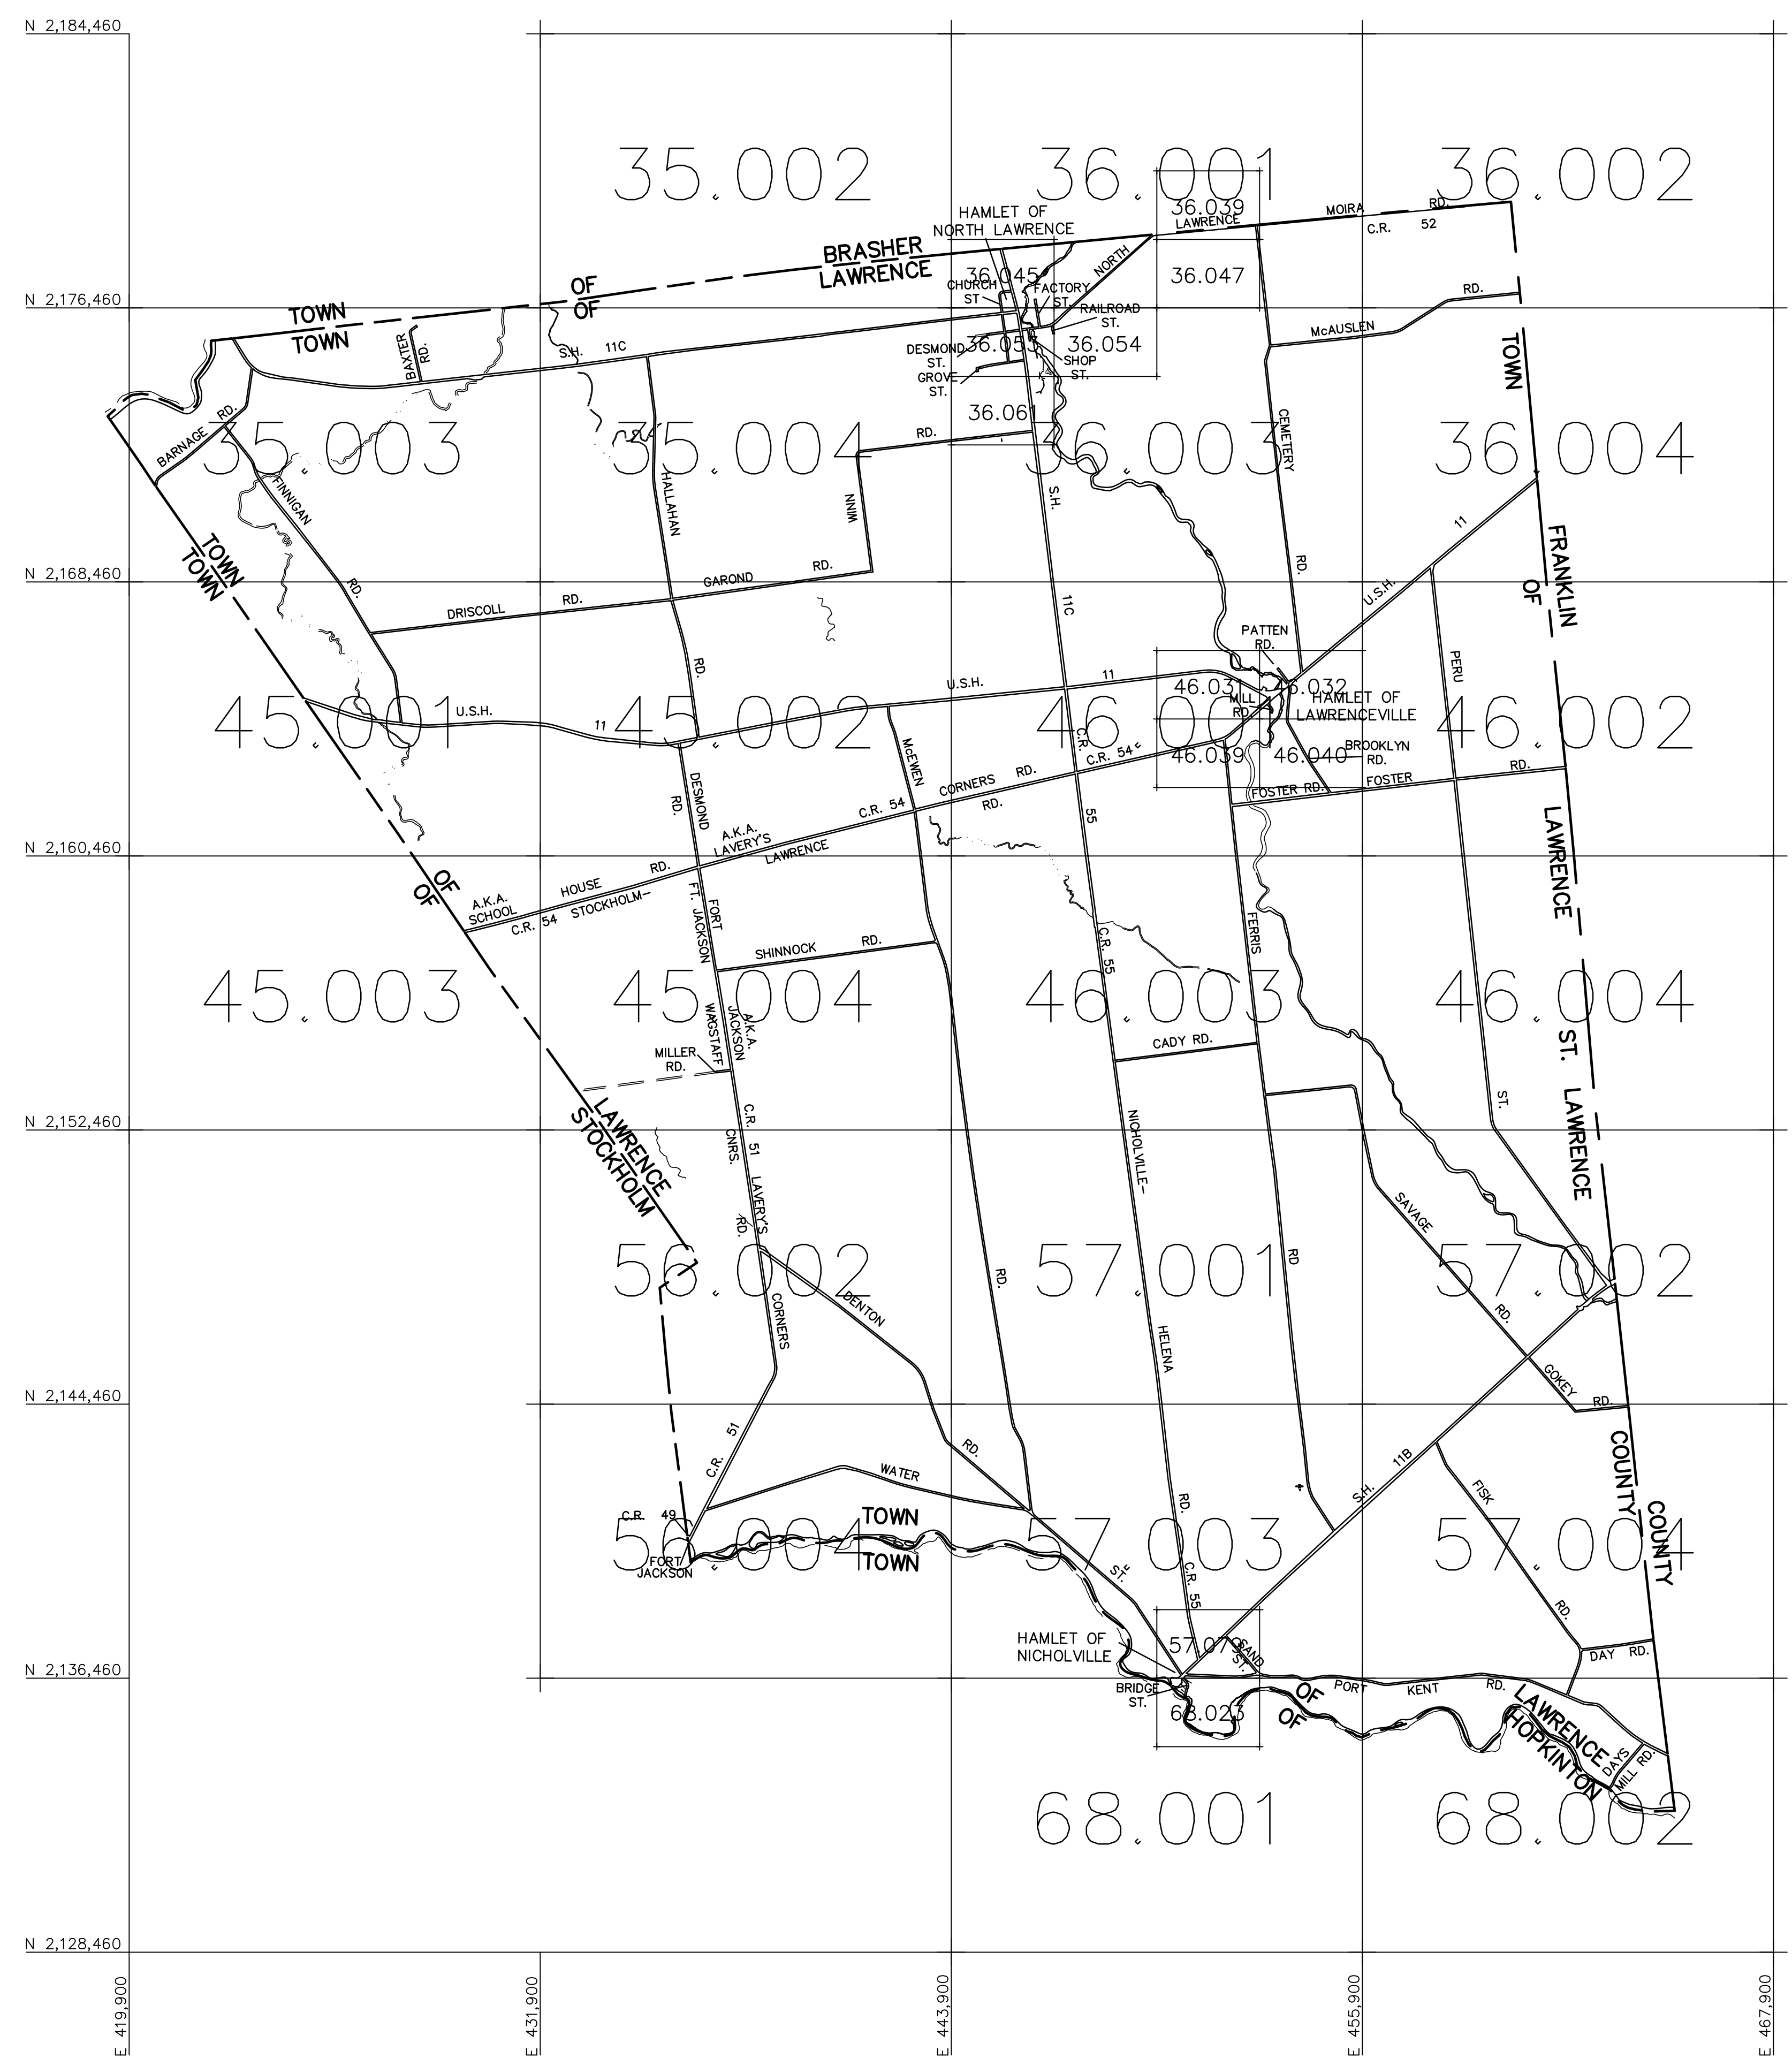 N 2,184,460
35.002
36.001
36.002
36.039
HAMLET OF
NORTH LAWRENCE
LAWRENCE
MOIRA
RD.
C.R.
52
BRASHER
LAWRENCE
OF
OF
TOWN
TOWN
NORTH
36.045
36.047
CHURCH
ST
FACTORY
ST.
RAILROAD
ST.
N 2,176,460
BAXTER
RD.
S.H.
11C
DESMOND
ST.
36.053
36.054
SHOP
ST.
GROVE
ST.
36.061
McAUSLEN
RD.
TOWN
BARNAGE
RD.
35.003
35.004
36.003
36.004
RD.
CEMETERY
FINNIGAN
HALLAHAN
WINN
S.H.
11
TOWN
TOWN
FRANKLIN
OF
N 2,168,460
RD.
GAROND
RD.
RD.
U.S.H.
DRISCOLL
RD.
11C
PATTEN
RD.
PERU
RD.
U.S.H.
11
46.031
HAMLET OF
LAWRENCEVILLE
MILL
RD.
45.001
U.S.H.
11
45.002
46.002
McEWEN
C.R.
C.R. 54
46.039
46.040
BROOKLYN
RD.
DESMOND
RD.
CORNERS
RD.
FOSTER RD.
FOSTER
RD.
C.R. 54
RD.
55
A.K.A.
LAVERY'S
LAWRENCE
LAWRENCE
N 2,160,460
OF
OF
HOUSE
RD.
A.K.A.
SCHOOL
C.R. 54
STOCKHOLM-
FORT
FT. JACKSON
FERRIS
C.R. 55
SHINNOCK
RD.
45.003
45.004
46.003
46.004
A.K.A.
JACKSON
WAGSTAFF
MILLER
RD.
CADY RD.
ST. LAWRENCE
ST.
N 2,152,460
LAWRENCE
STOCKHOLM
C.R. 51
CNRS.
LAVERY'S
RD.
NICHOLVILLE-
SAVAGE
56.002
57.001
57.002
RD.
RD
DENTON
CORNERS
RD.
HELENA
GOKEY
RD.
N 2,144,460
C.R. 51
RD.
WATER
11B
S.H.
FISK
COUNTY
COUNTY
C.R. 49
TOWN
TOWN
RD.
56.004
57.003
57.004
FORT
JACKSON
ST.
C.R. 55
RD.
HAMLET OF
NICHOLVILLE
SAND
ST.
DAY RD.
N 2,136,460
BRIDGE
ST.
68.023
OF
OF
PORT
KENT
RD.
LAWRENCE
HOPKINTON
DAYS
MILL RD.
68.001
68.002
N 2,128,460
E 419,900
E 431,900
E 443,900
E 455,900
E 467,900